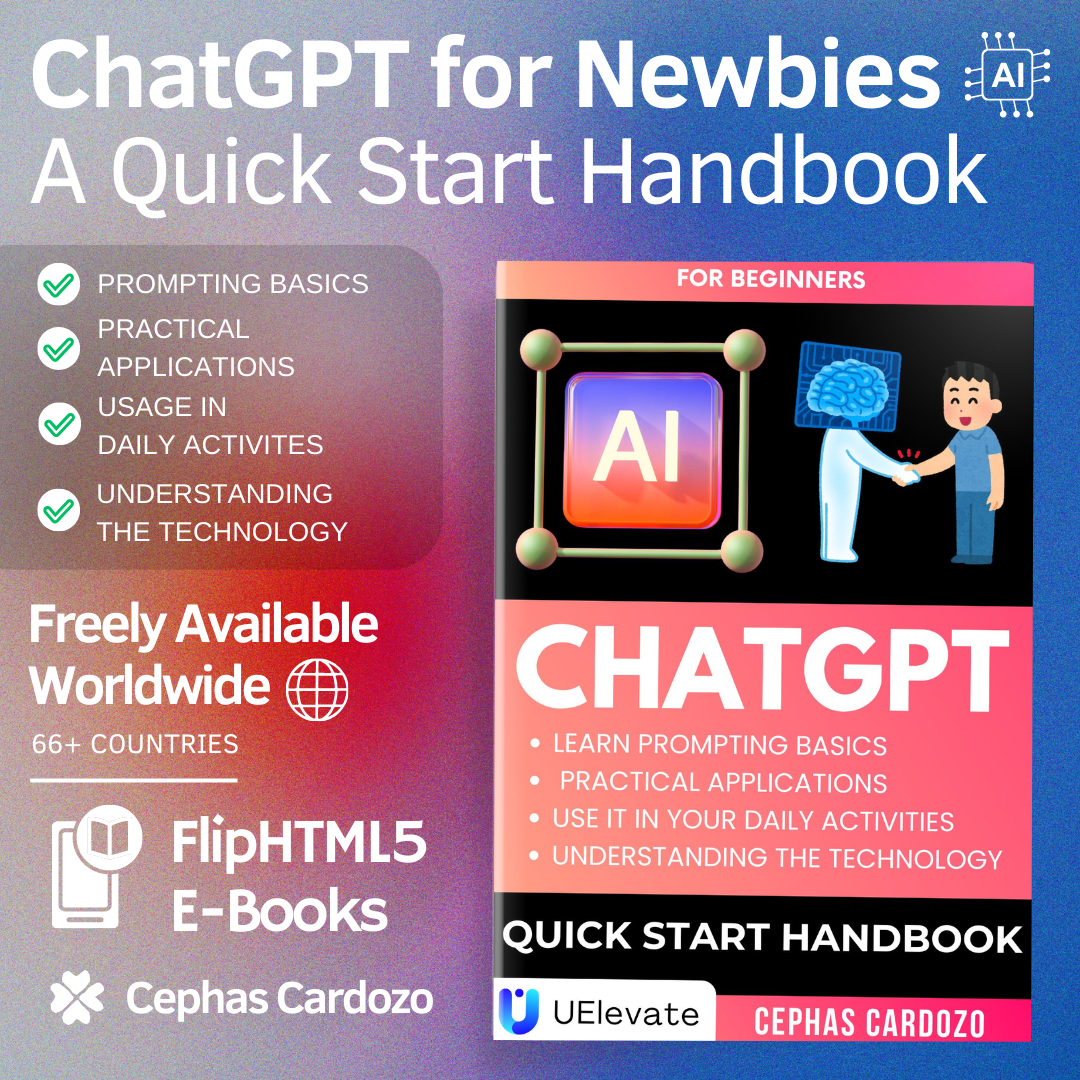 ChatGPT for Newbies
AI
A Quick Start Handbook
PROMPTING BASICS
PRACTICAL
APPLICATIONS
USAGE IN
DAILY ACTIVITES
UNDERSTANDING
THE TECHNOLOGY
Freely Available
Worldwide
66+ COUNTRIES
FlipHTML5
E-Books
Cephas Cardozo
FOR BEGINNERS
AI
CHATGPT
• LEARN PROMPTING BASICS
• PRACTICAL APPLICATIONS
• USE IT IN YOUR DAILY ACTIVITIES
• UNDERSTANDING THE TECHNOLOGY
QUICK START HANDBOOK
UElevate
CEPHAS CARDOZO